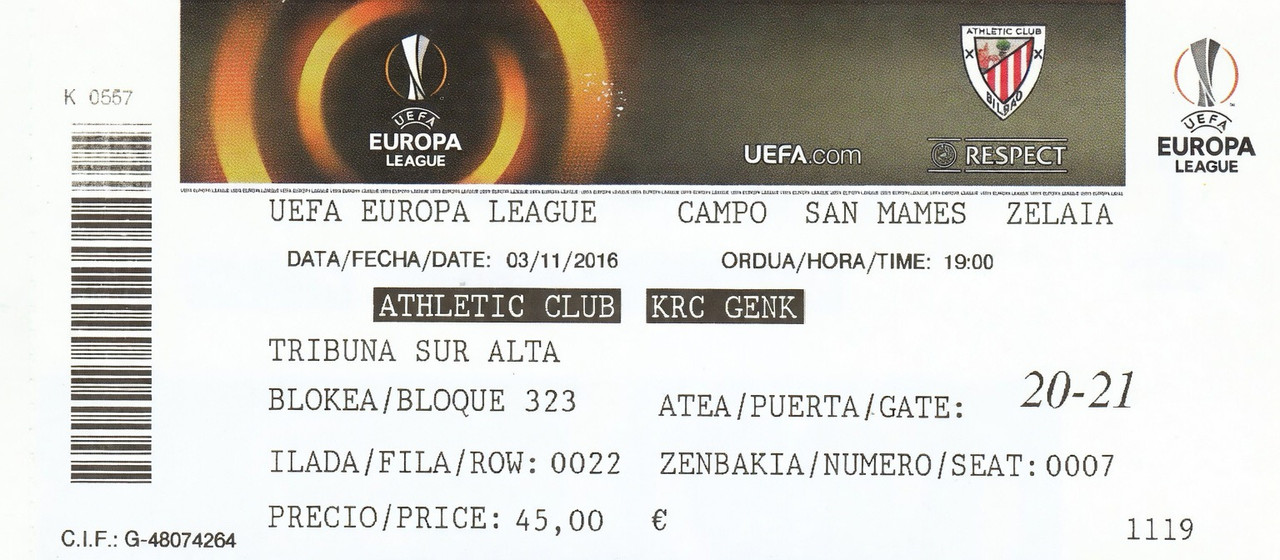 K 0557
UEFA
EUROPA
LEAGUE
ATHLETIC CLUB
BILBAO
UEFA.com
RESPECT
UEFA
EUROPA
LEAGUE
UEFA EUROPA LEAGUE CAMPO SAN MAMES ZELAIA
DATA/FECHA/DATE: 03/11/2016 ORDUA/HORA/TIME: 19:00
ATHLETIC CLUB KRC GENK
TRIBUNA SUR ALTA
BLOKEA/BLOQUE 323 ATEA/PUERTA/GATE: 20-21
ILADA/FILA/ROW: 0022 ZENBAKIA/NUMERO/SEAT: 0007
PRECIO/PRICE: 45,00 €
C.I.F.: G-48074264
1119